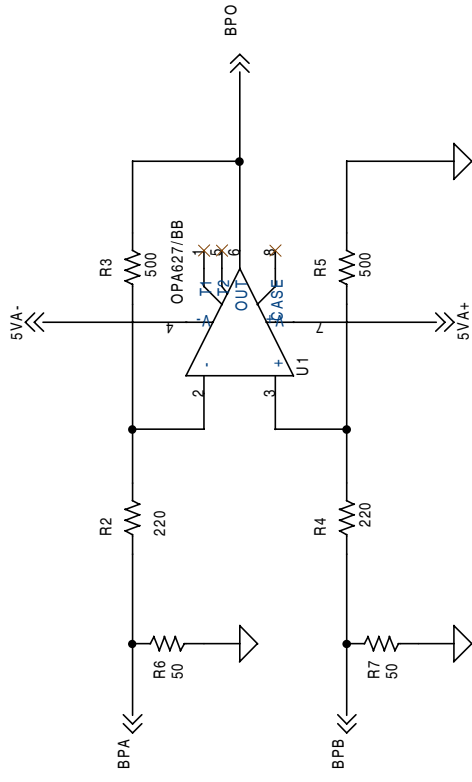 BPO
R3
500
OPA627/BB
1
5
8
T1
T2
OUT
6
CASE
R5
500
5VA-
4
V-
V+
7
5VA+
-
+
U1
2
3
R2
220
R4
220
R6
50
R7
50
BPA
BPB